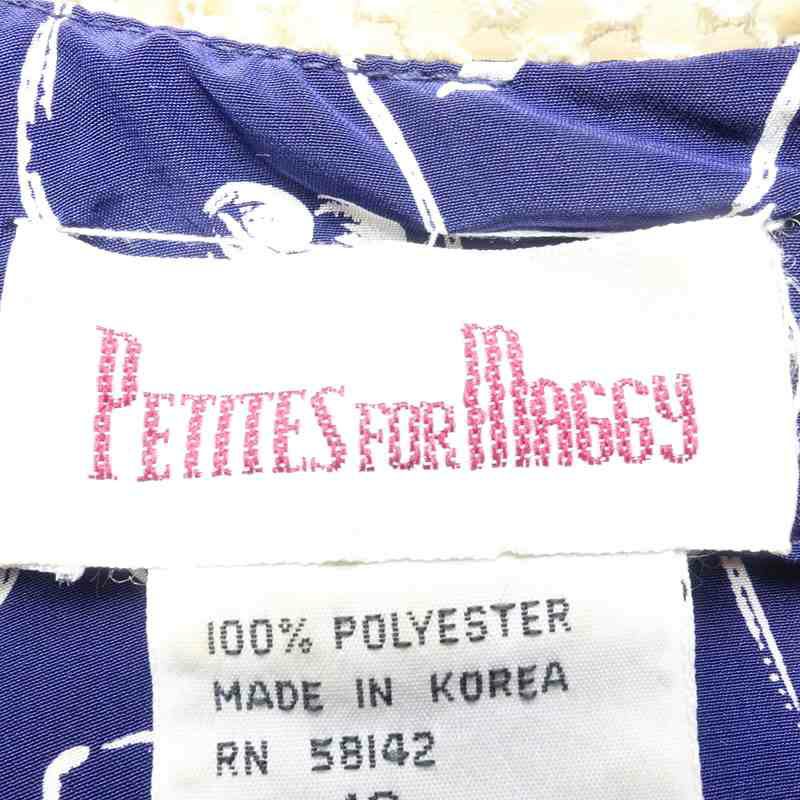 PETITES FOR MAGGY
100% POLYESTER
MADE IN KOREA
RN 58142